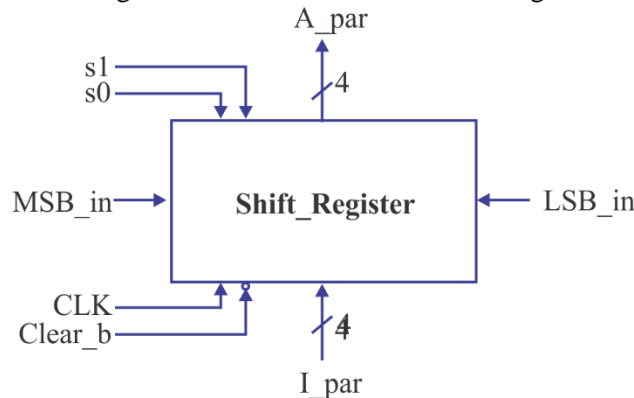 A_par
s1
4
s0
MSB_in
Shift_Register
LSB_in
CLK
Clear_b
4
I_par